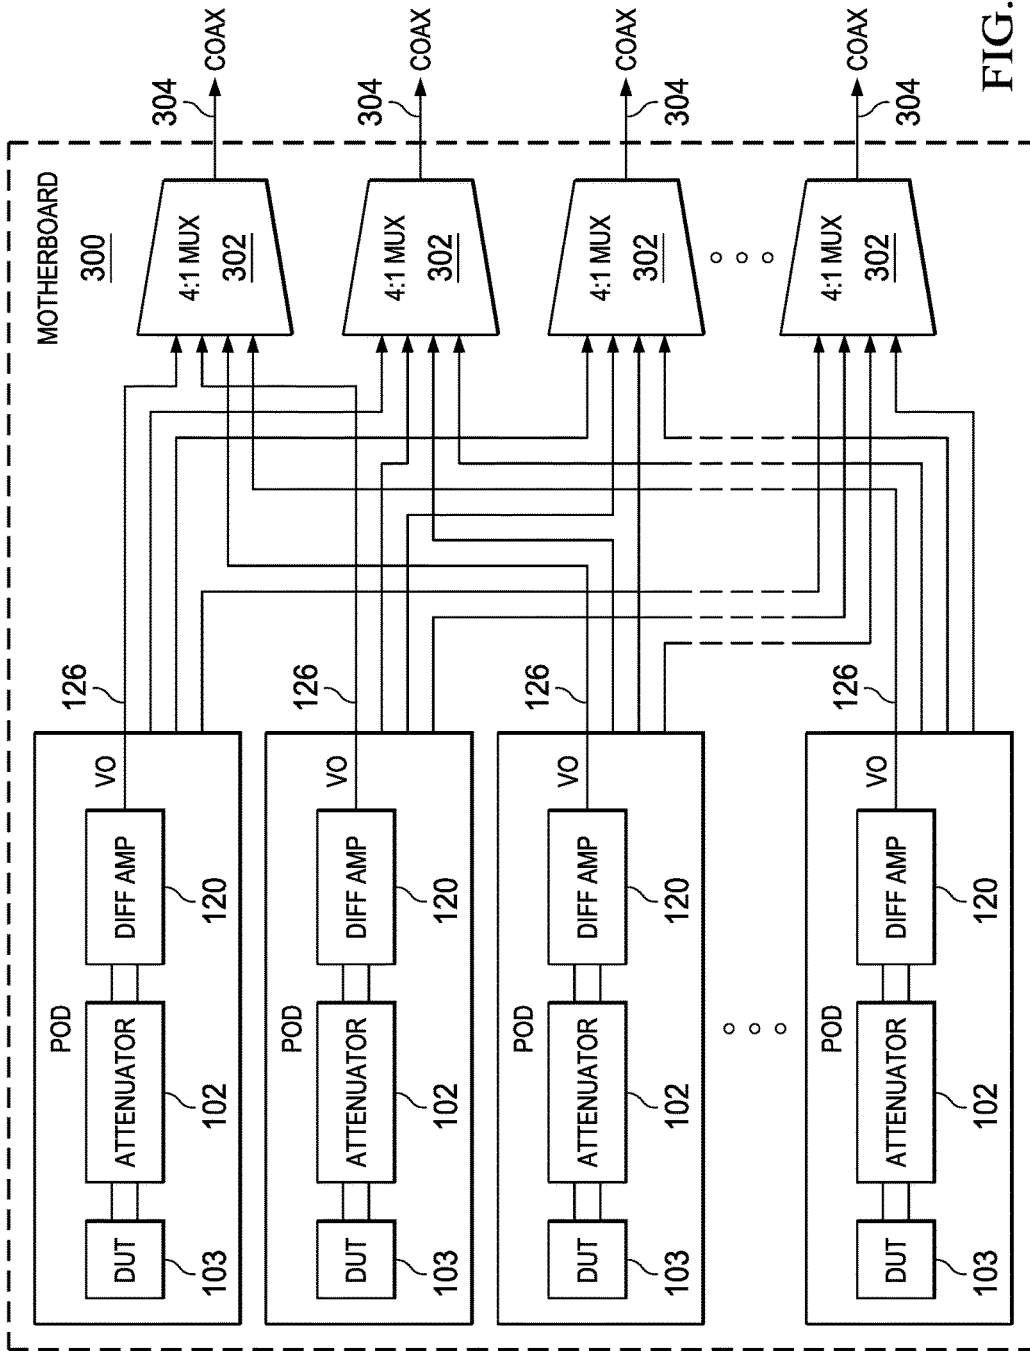 MOTHERBOARD
300
POD
DUT
103
ATTENUATOR
102
DIFF AMP
120
VO
126
4:1 MUX
302
304
COAX
POD
DUT
103
ATTENUATOR
102
DIFF AMP
120
VO
126
4:1 MUX
302
304
COAX
POD
DUT
103
ATTENUATOR
102
DIFF AMP
120
VO
126
4:1 MUX
302
304
COAX
POD
DUT
103
ATTENUATOR
102
DIFF AMP
120
VO
126
4:1 MUX
302
304
COAX
FIG.